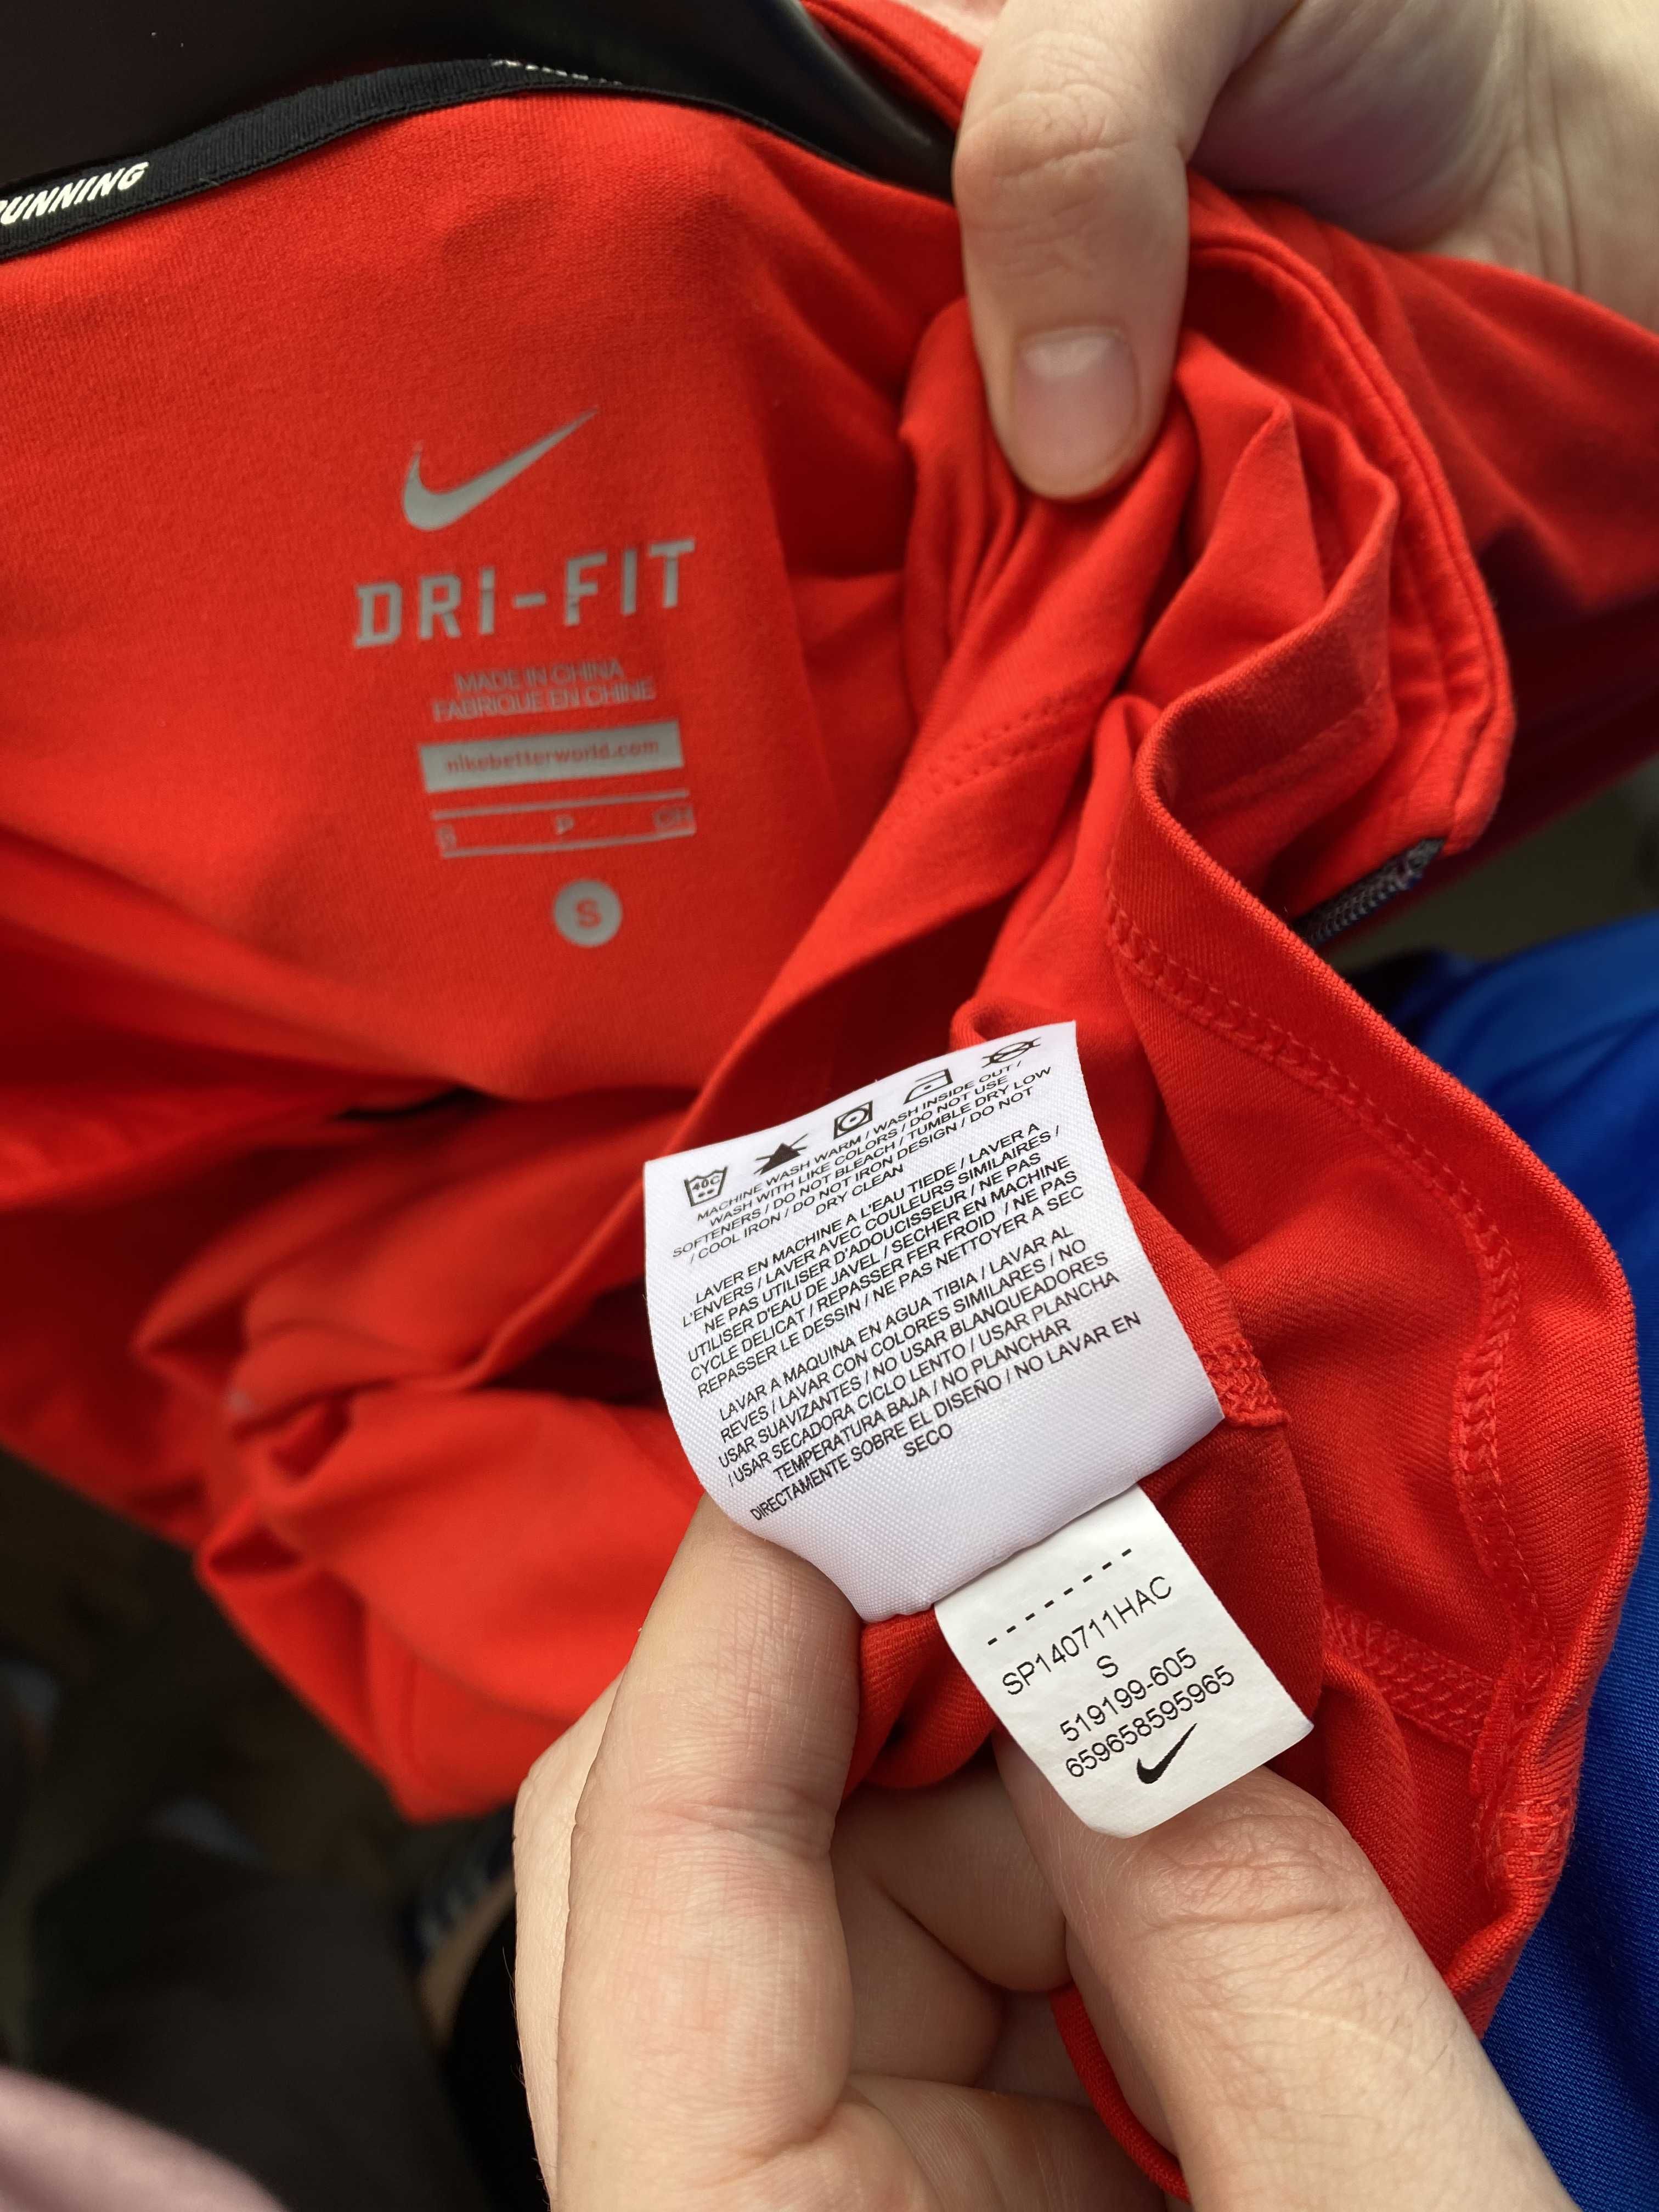 RUNNING
DRI-FIT
MADE IN CHINA
FABRIQUE EN CHINE
nikebetterworld.com
S P CH
S
40C
MACHINE WASH WARM / WASH INSIDE OUT /
WASH WITH LIKE COLORS / DO NOT USE
SOFTENERS / DO NOT BLEACH / TUMBLE DRY LOW
/ COOL IRON / DO NOT IRON DESIGN / DO NOT
DRY CLEAN
LAVER EN MACHINE A L'EAU TIEDE / LAVER A
L'ENVERS / LAVER AVEC COULEURS SIMILAIRES /
NE PAS UTILISER D'ADOUCISSEUR / NE PAS
UTILISER D'EAU DE JAVEL / SECHER EN MACHINE
CYCLE DELICAT / REPASSER FER FROID / NE PAS
REPASSER LE DESSIN / NE PAS NETTOYER A SEC
LAVAR A MAQUINA EN AGUA TIBIA / LAVAR AL
REVES / LAVAR CON COLORES SIMILARES / NO
USAR SUAVIZANTES / NO USAR BLANQUEADORES
/ USAR SECADORA CICLO LENTO / USAR PLANCHA
TEMPERATURA BAJA / NO PLANCHAR
DIRECTAMENTE SOBRE EL DISEÑO / NO LAVAR EN
SECO
-------
SP140711HAC
S
519199-605
659658595965